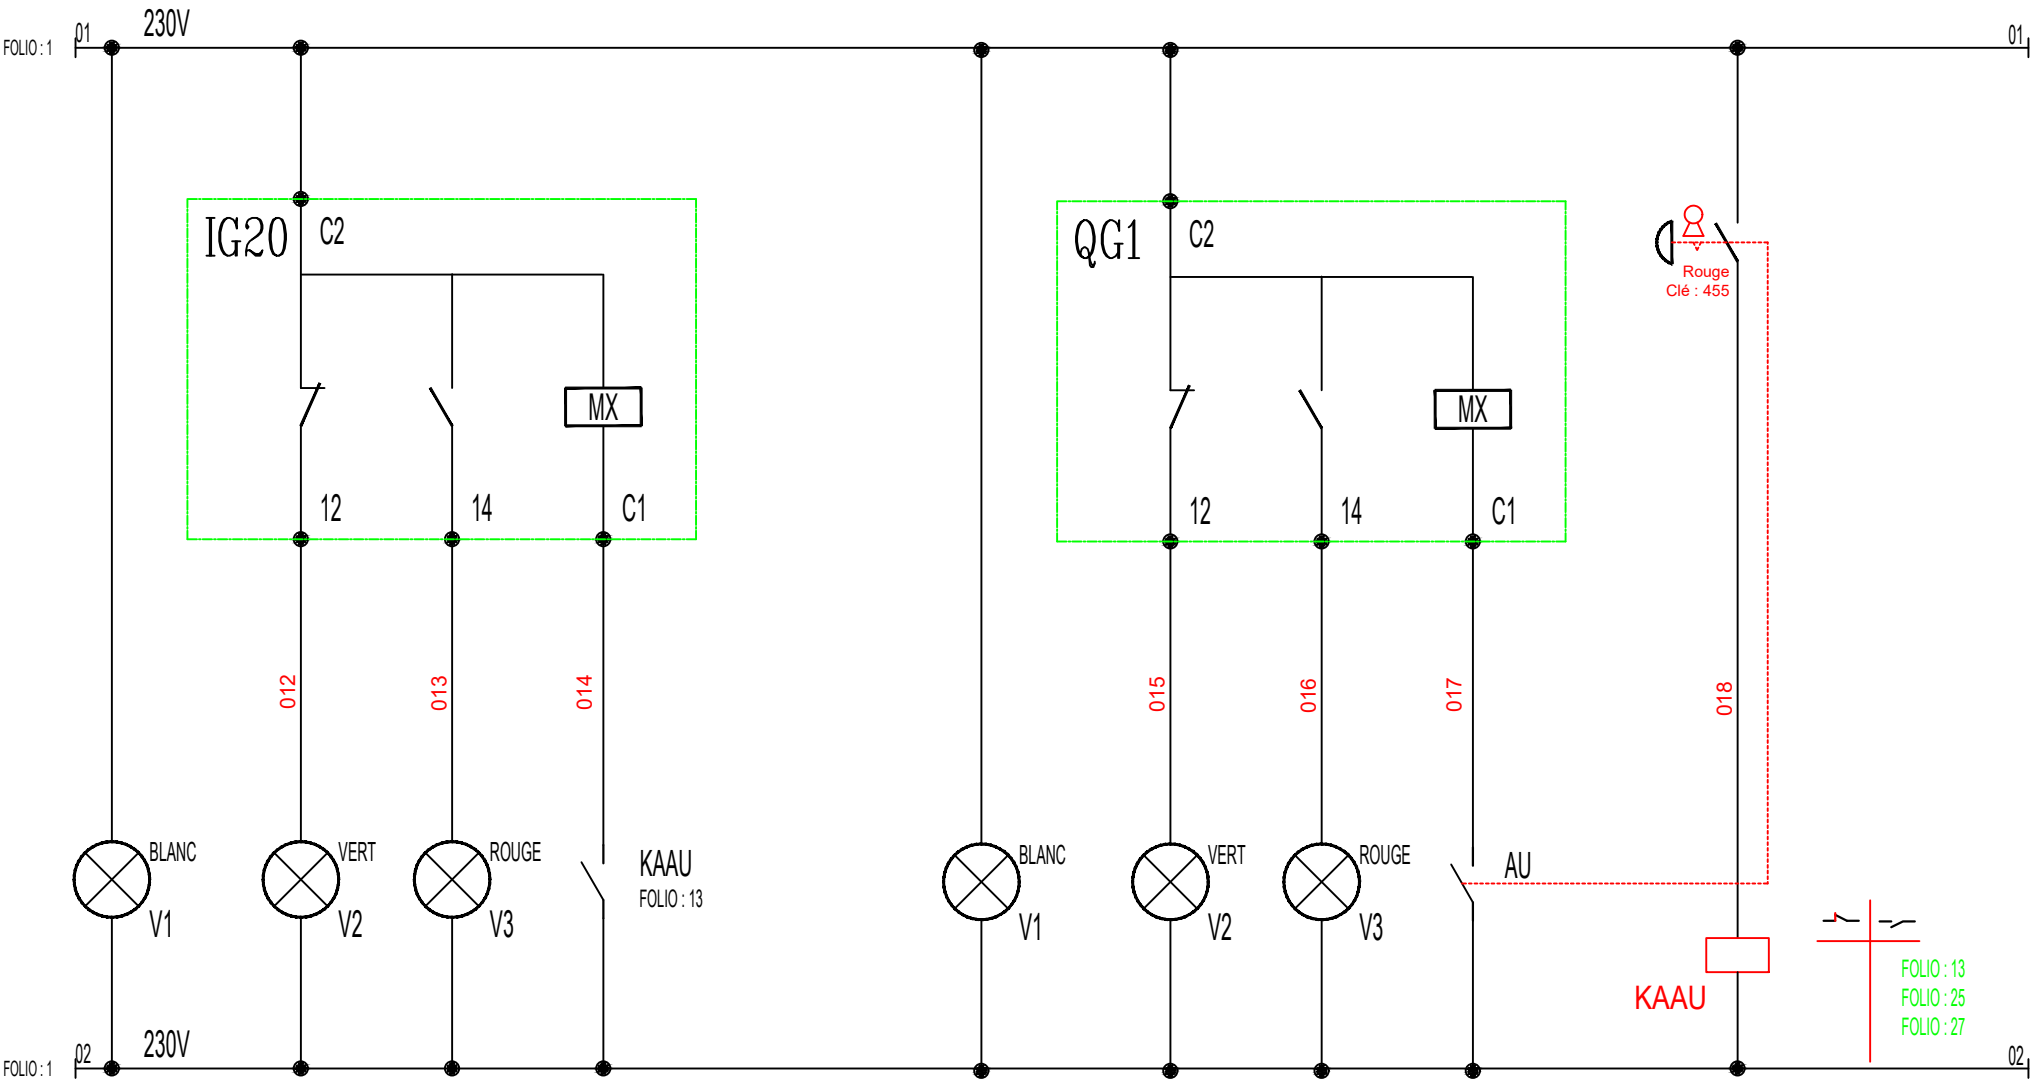 230V
FOLIO : 1
01
01
IG20
C2
QG1
C2
Rouge
Clé : 455
MX
MX
12
14
C1
12
14
C1
012
013
014
015
016
017
018
BLANC
V1
VERT
V2
ROUGE
V3
KAAU
FOLIO : 13
BLANC
V1
VERT
V2
ROUGE
V3
AU
KAAU
FOLIO : 13
FOLIO : 25
FOLIO : 27
230V
FOLIO : 1
02
02